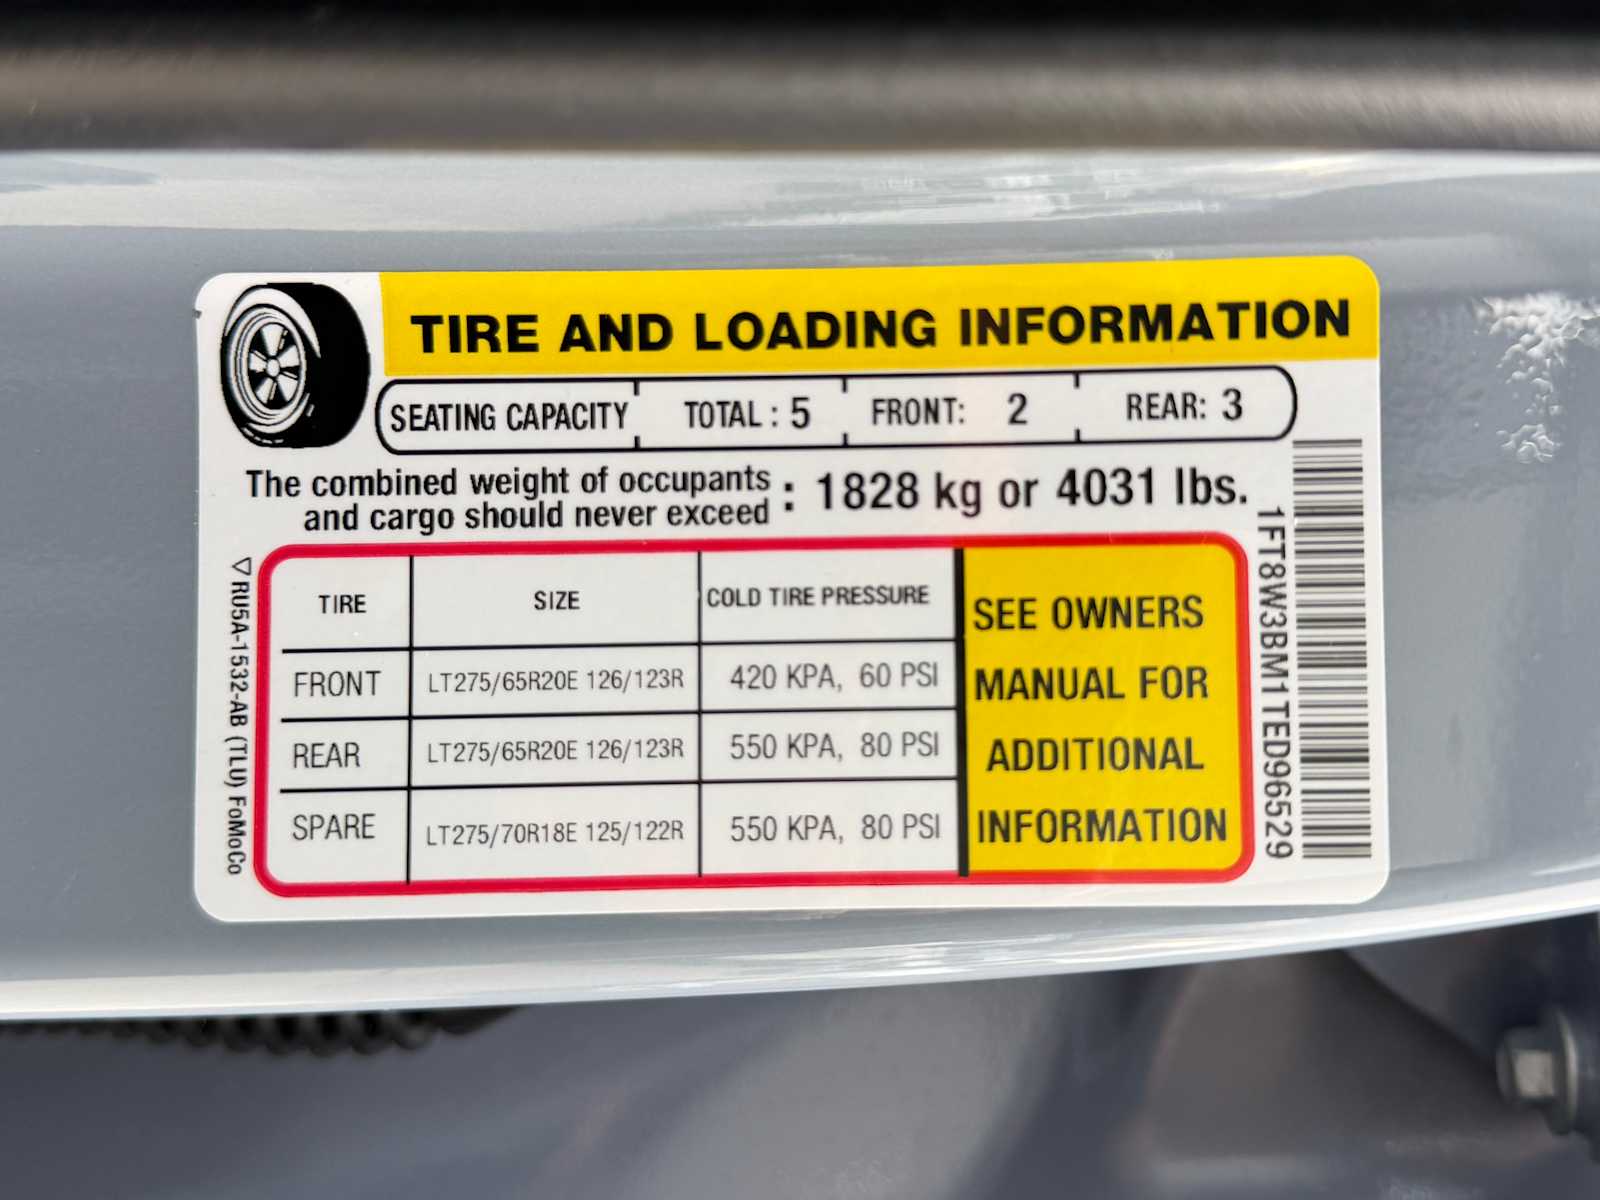 TIRE AND LOADING INFORMATION
SEATING CAPACITY TOTAL : 5 FRONT: 2 REAR: 3
The combined weight of occupants
and cargo should never exceed : 1828 kg or 4031 lbs.
TIRE SIZE COLD TIRE PRESSURE
FRONT LT275/65R20E 126/123R 420 KPA, 60 PSI
REAR LT275/65R20E 126/123R 550 KPA, 80 PSI
SPARE LT275/70R18E 125/122R 550 KPA, 80 PSI
SEE OWNERS
MANUAL FOR
ADDITIONAL
INFORMATION
1FT8W3BM1TED96529
▽ RU5A-1532-AB (TLU) FoMoCo